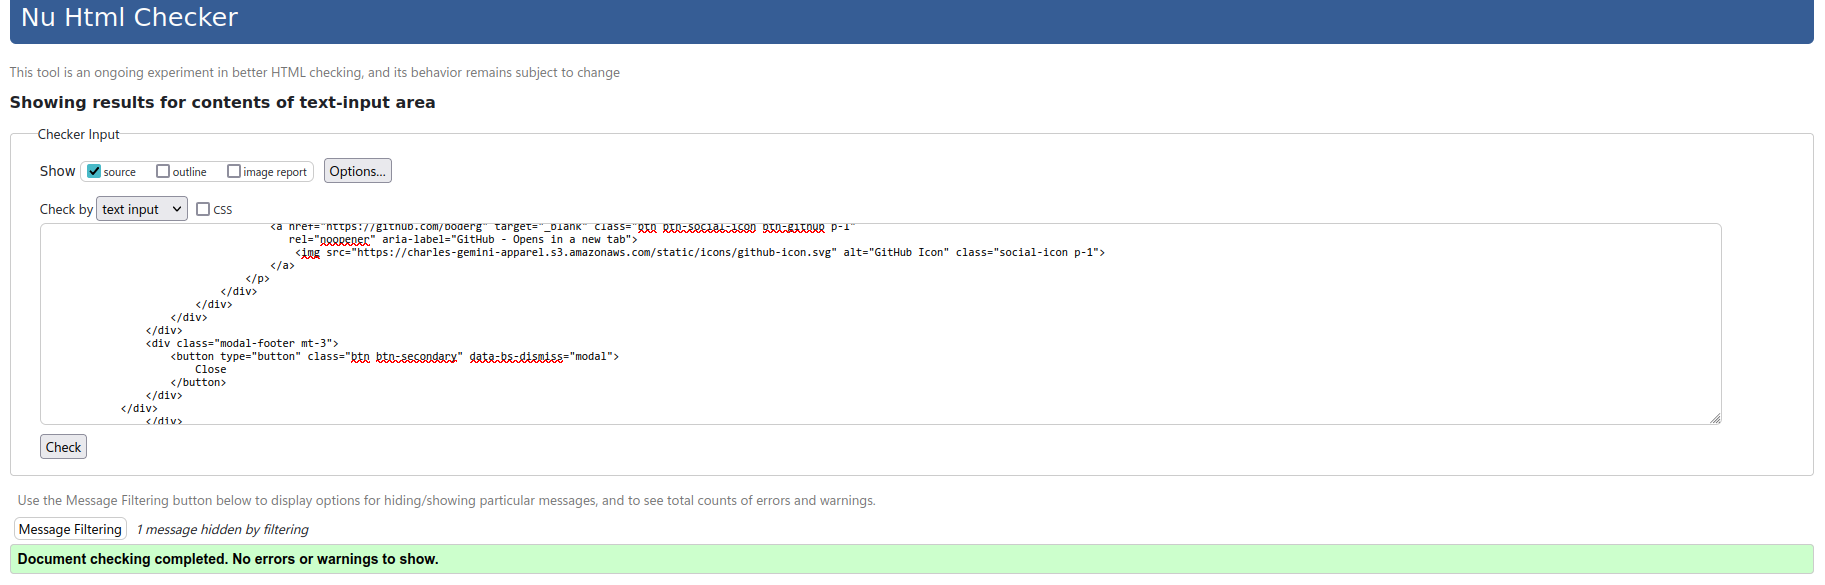 Nu Html Checker
This tool is an ongoing experiment in better HTML checking, and its behavior remains subject to change
Showing results for contents of text-input area
Checker Input
Show source outline image report Options...
Check by text input CSS
<a href="https://github.com/boderg" target="_blank" class="btn btn-social-icon btn-github p-1"
rel="noopener" aria-label="GitHub - Opens in a new tab">
<img src="https://charles-gemini-apparel.s3.amazonaws.com/static/icons/github-icon.svg" alt="GitHub Icon" class="social-icon p-1">
</a>
</p>
</div>
</div>
</div>
</div>
<div class="modal-footer mt-3">
<button type="button" class="btn btn-secondary" data-bs-dismiss="modal">
Close
</button>
</div>
</div>
</div>
Check
Use the Message Filtering button below to display options for hiding/showing particular messages, and to see total counts of errors and warnings.
Message Filtering 1 message hidden by filtering
Document checking completed. No errors or warnings to show.